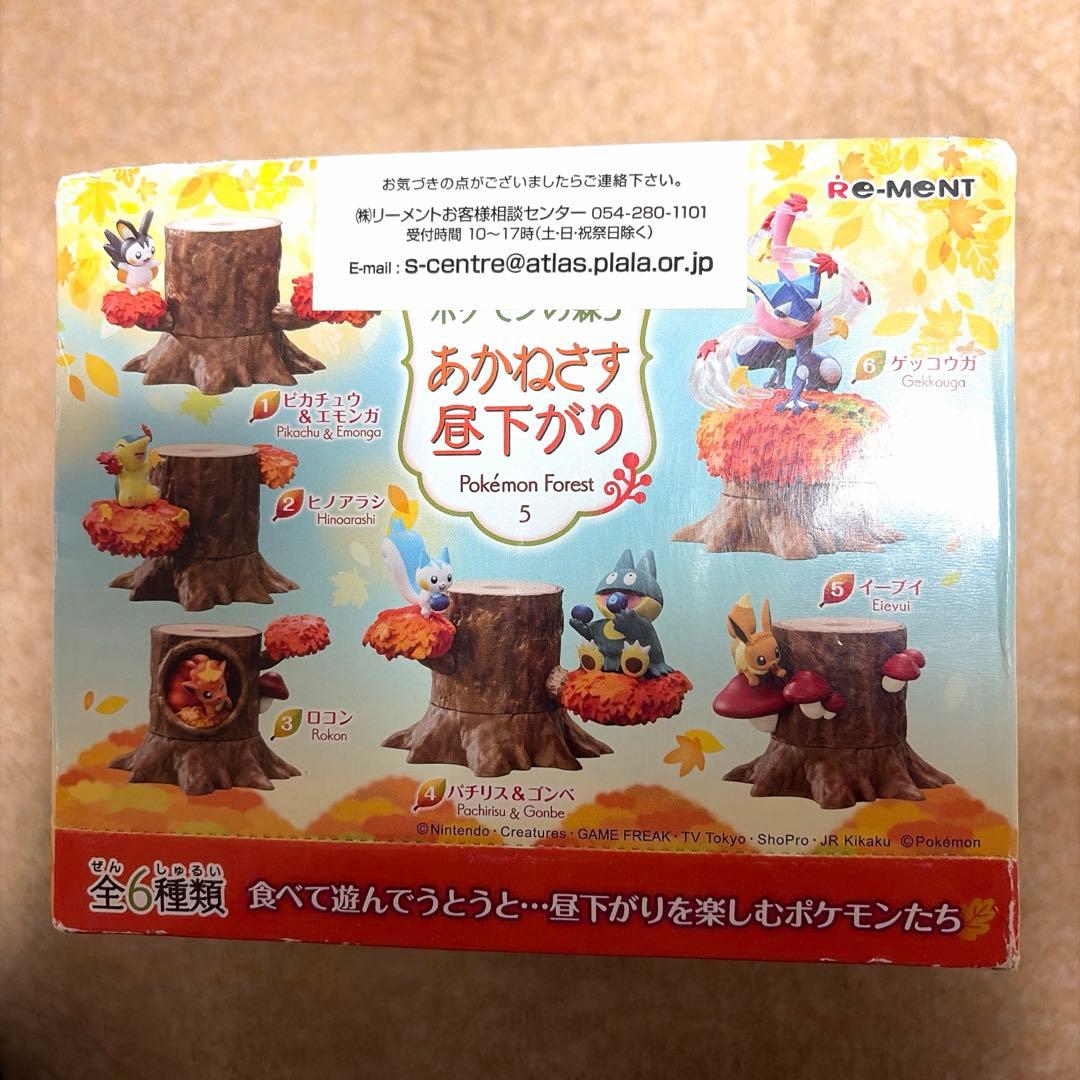 お気づきの点がございましたらご連絡下さい。
㈱リーメントお客様相談センター 054-280-1101
受付時間 10～17時(土・日・祝祭日除く)
E-mail : s-centre@atlas.plala.or.jp
Re-MeNT
あかねさす
昼下がり
Pokémon Forest
5
1 ピカチュウ
&エモンガ
Pikachu & Emonga
2 ヒノアラシ
Hinoarashi
3 ロコン
Rokon
4 パチリス&ゴンベ
Pachirisu & Gonbe
5 イーブイ
Eievui
6 ゲッコウガ
Gekkouga
©Nintendo・Creatures・GAME FREAK・TV Tokyo・ShoPro・JR Kikaku ©Pokémon
ぜん しゅるい
全6種類
食べて遊んでうとうと…昼下がりを楽しむポケモンたち